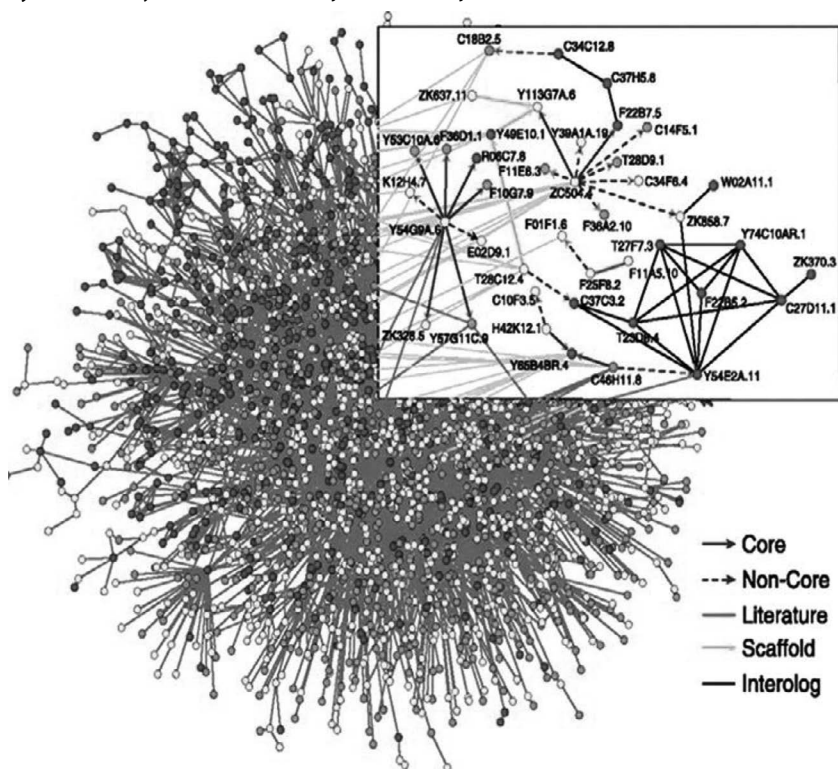 C18B2.5
C34C12.8
C37H5.6
ZK637.11
Y113G7A.6
F22B7.5
Y53C10A.6
F36D1.1
Y49E10.1
Y39A1A.19
C14F5.1
R06C7.8
T28D9.1
F11E6.3
K12H4.7
F10G7.9
ZC504.4
C34F6.4
W02A11.1
F36A2.10
ZK858.7
Y54G9A.6
F01F1.6
T27F7.3
Y74C10AR.1
E02D9.1
ZK370.3
T28C12.4
F25F8.2
F11A5.10
C10F3.5
C37C3.2
F22B5.2
C27D11.1
ZK328.5
Y57G11C.9
H42K12.1
T23D8.4
Y65B4BR.4
C46H11.8
Y54E2A.11
Core
Non-Core
Literature
Scaffold
Interolog